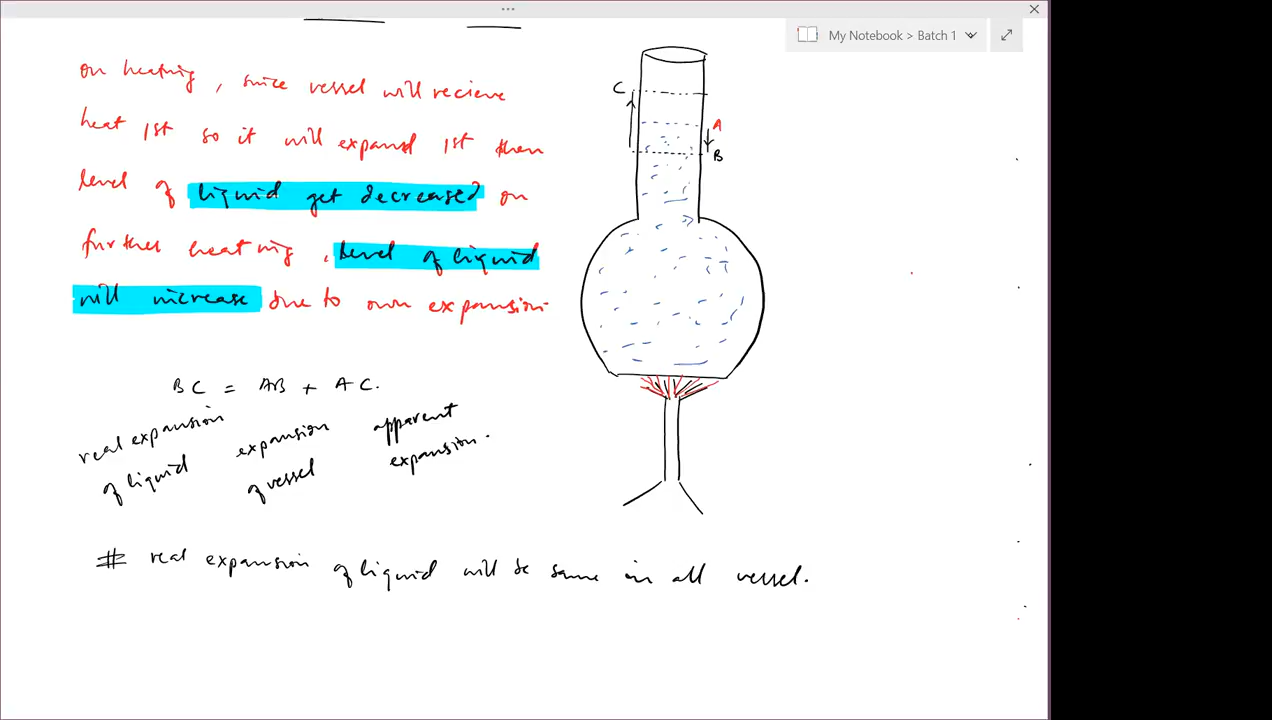 My Notebook > Batch 1
on heating, since vessel will recieve
heat 1st so it will expand 1st then
level of liquid get decreased on
further heating, level of liquid
will increase due to own expansion.
C
A
B
BC = AB + AC.
real expansion of liquid
expansion of vessel
apparent expansion.
# real expansion of liquid will be same in all vessel.